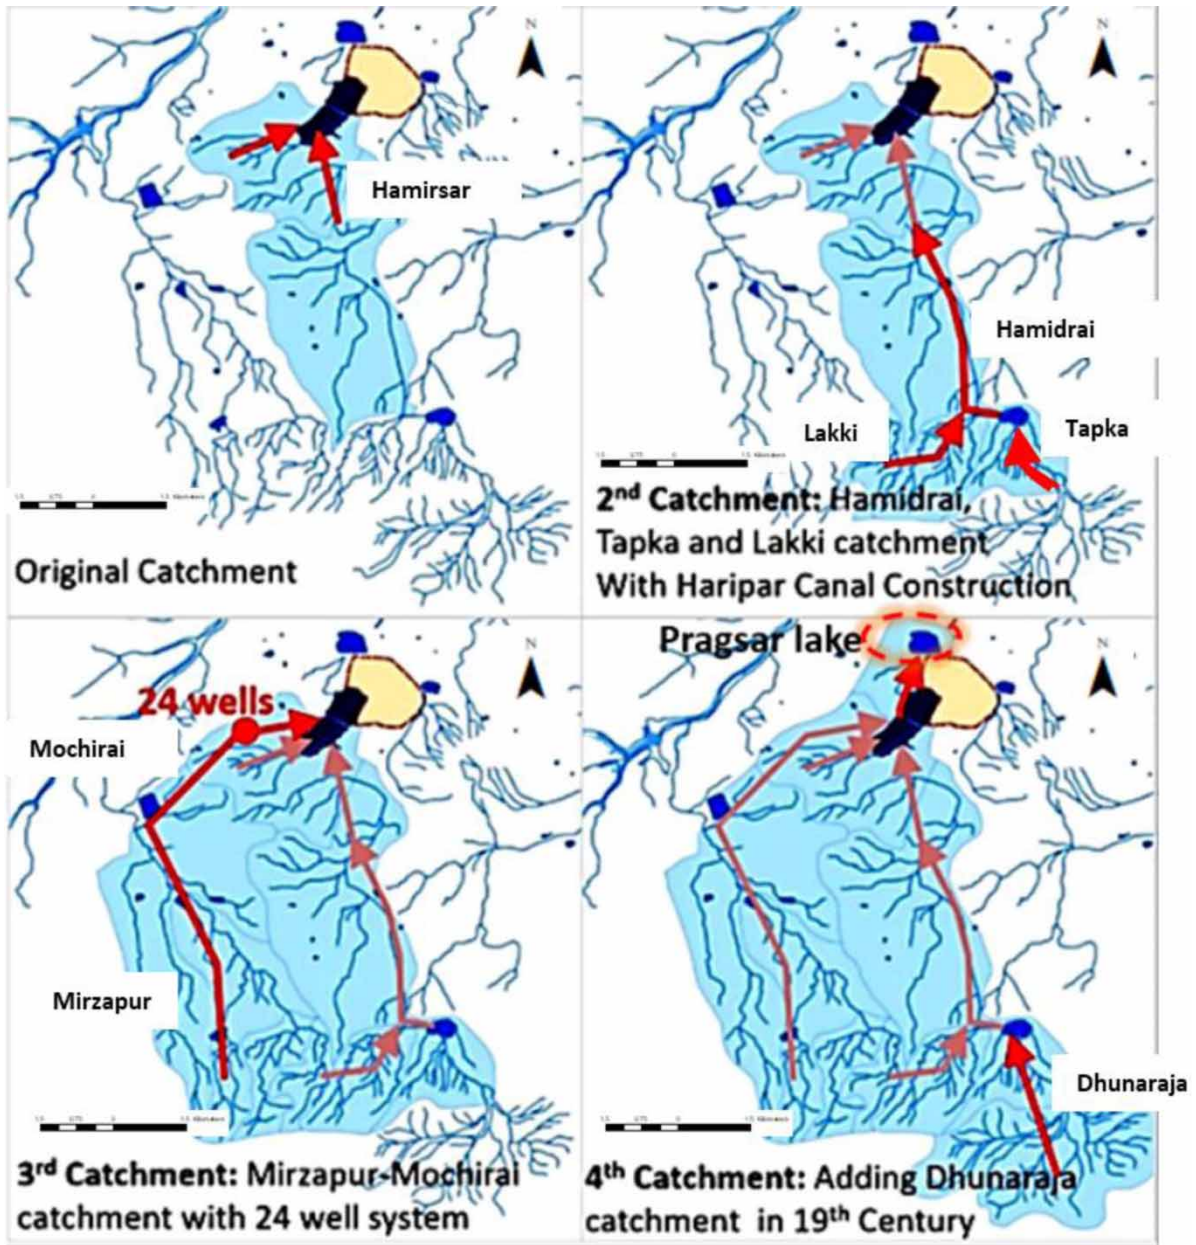 N
Hamirsar
Original Catchment
N
Hamidrai
Lakki
Tapka
2nd Catchment: Hamidrai,
Tapka and Lakki catchment
With Haripar Canal Construction
N
24 wells
Mochirai
Mirzapur
3rd Catchment: Mirzapur-Mochirai
catchment with 24 well system
Pragsar lake
N
Dhunaraja
4th Catchment: Adding Dhunaraja
catchment in 19th Century